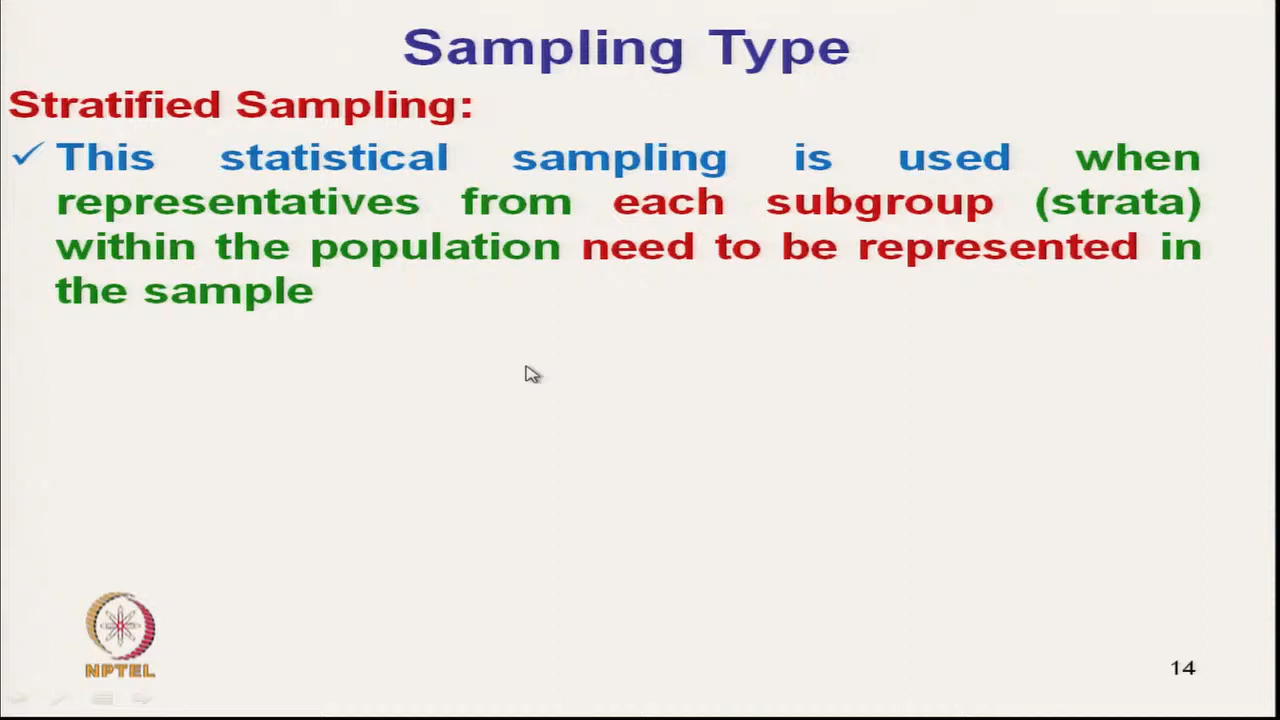 Sampling Type
Stratified Sampling:
✓ This statistical sampling is used when
representatives from each subgroup (strata)
within the population need to be represented in
the sample
NPTEL
14